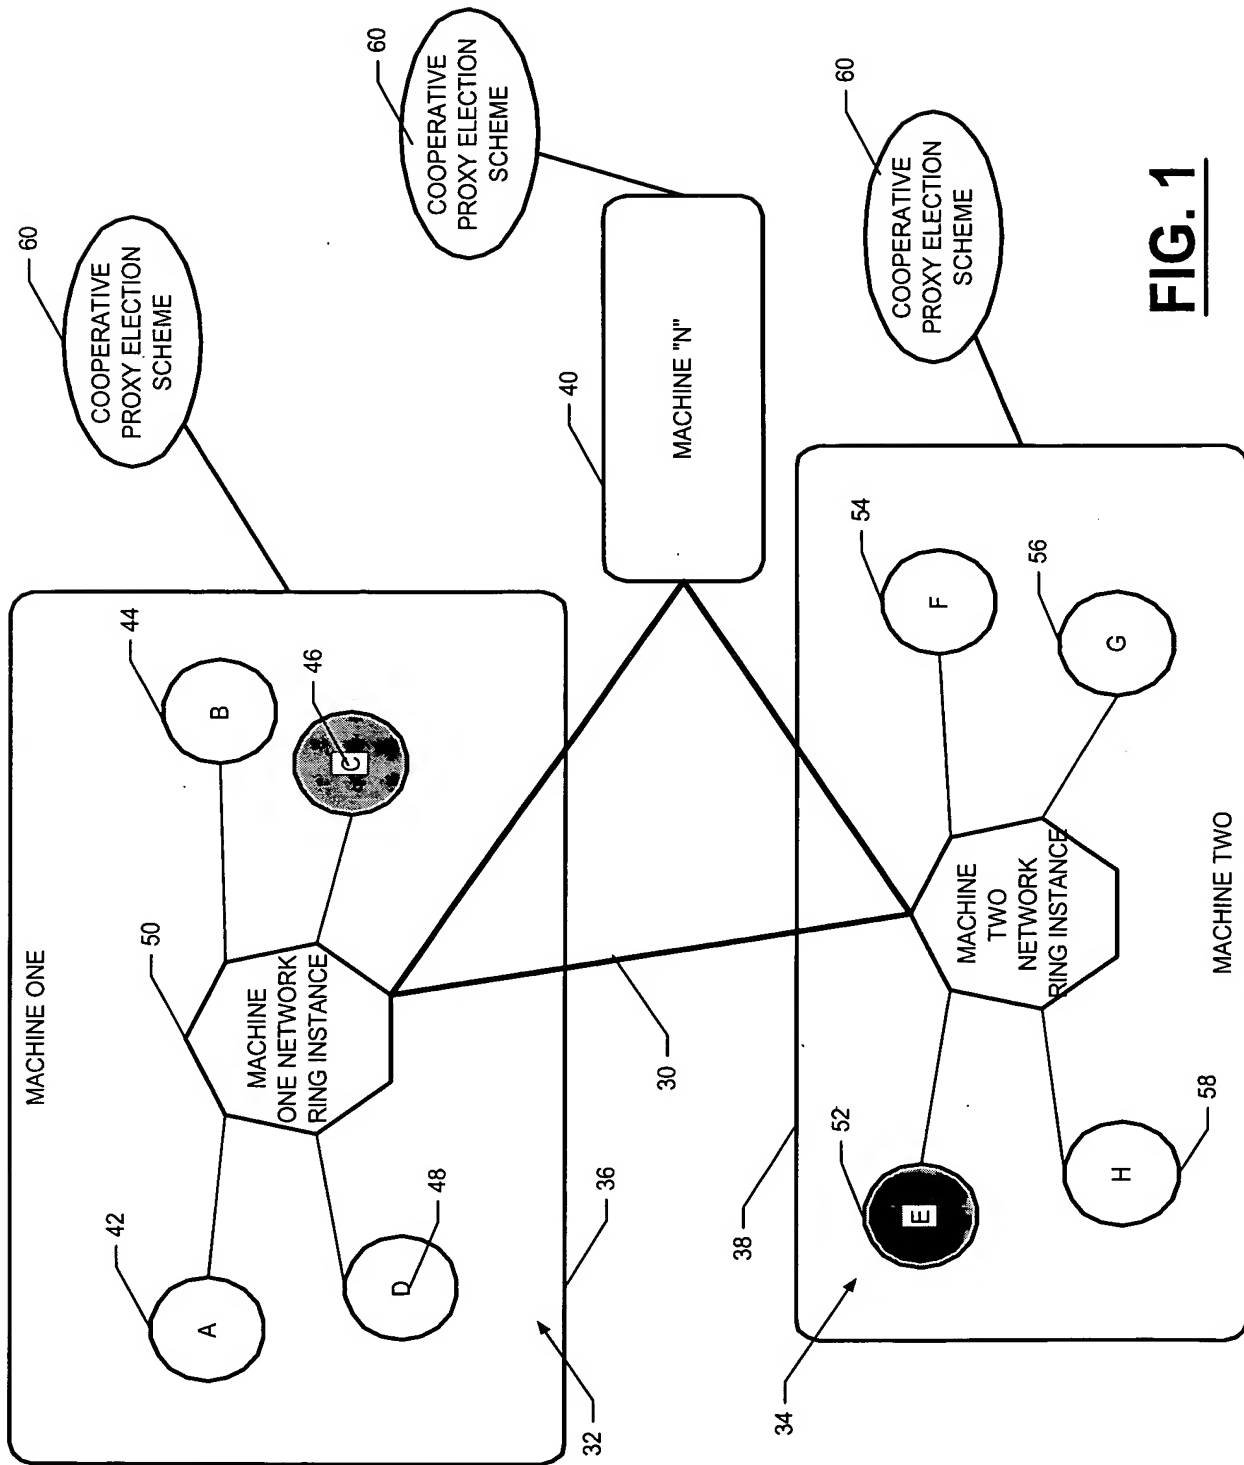 MACHINE ONE
42
A
48
D
50
MACHINE
ONE NETWORK
RING INSTANCE
44
B
46
C
32
36
60
COOPERATIVE
PROXY ELECTION
SCHEME
60
COOPERATIVE
PROXY ELECTION
SCHEME
40
MACHINE "N"
30
34
38
52
E
H
58
MACHINE
TWO
NETWORK
RING INSTANCE
54
F
56
G
MACHINE TWO
60
COOPERATIVE
PROXY ELECTION
SCHEME
FIG. 1